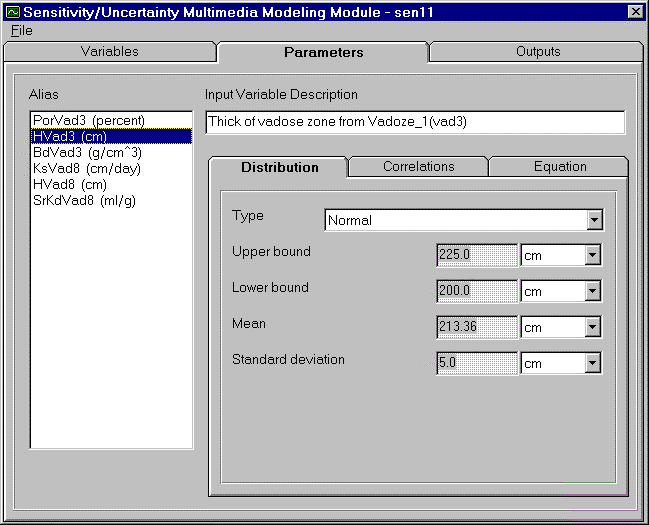 Sensitivity/Uncertainty Multimedia Modeling Module - sen11
File
Variables Parameters Outputs
Alias
PorVad3 (percent)
HVad3 (cm)
BdVad3 (g/cm^3)
KsVad8 (cm/day)
HVad8 (cm)
SrKdVad8 (ml/g)
Input Variable Description
Thick of vadose zone from Vadoze_1(vad3)
Distribution Correlations Equation
Type Normal
Upper bound 225.0 cm
Lower bound 200.0 cm
Mean 213.36 cm
Standard deviation 5.0 cm